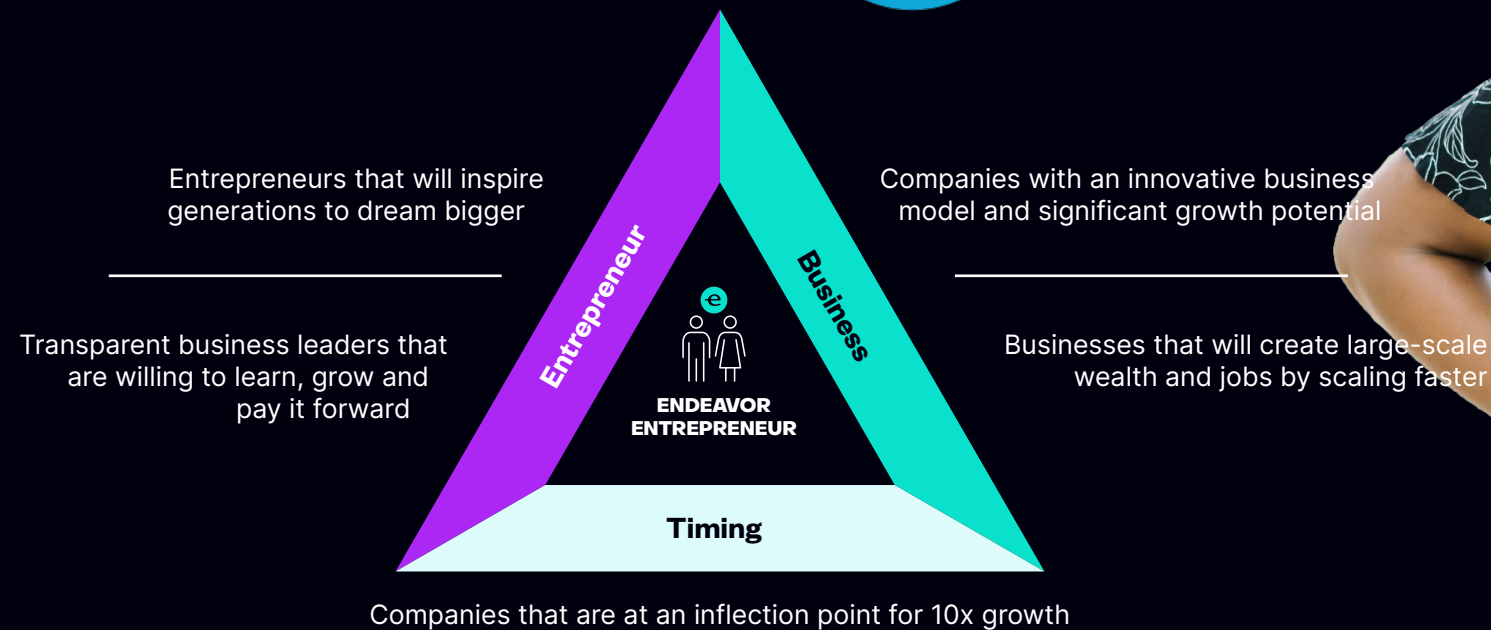 Entrepreneurs that will inspire
generations to dream bigger
Transparent business leaders that
are willing to learn, grow and
pay it forward
Entrepreneur
e
ENDEAVOR
ENTREPRENEUR
Business
Companies with an innovative business
model and significant growth potential
Businesses that will create large-scale
wealth and jobs by scaling faster
Timing
Companies that are at an inflection point for 10x growth